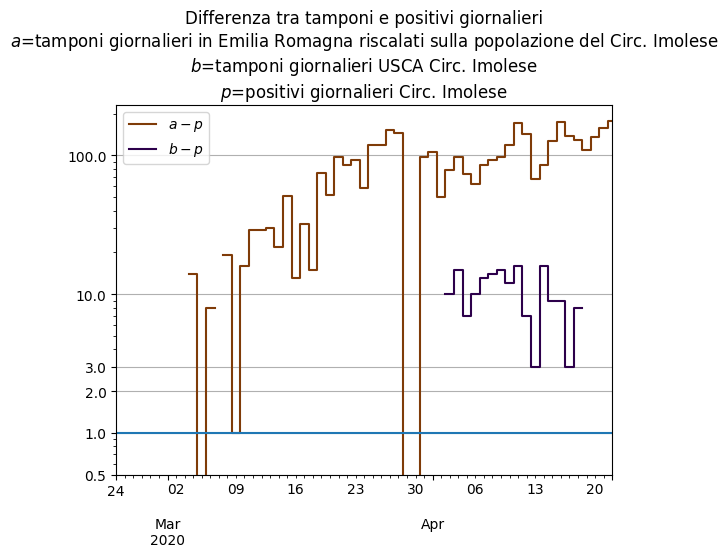 Differenza tra tamponi e positivi giornalieri
a=tamponi giornalieri in Emilia Romagna riscalati sulla popolazione del Circ. Imolese
b=tamponi giornalieri USCA Circ. Imolese
p=positivi giornalieri Circ. Imolese
a − p
b − p
100.0
10.0
3.0
2.0
1.0
0.5
24 02 09 16 23 30 06 13 20
Mar Apr
2020